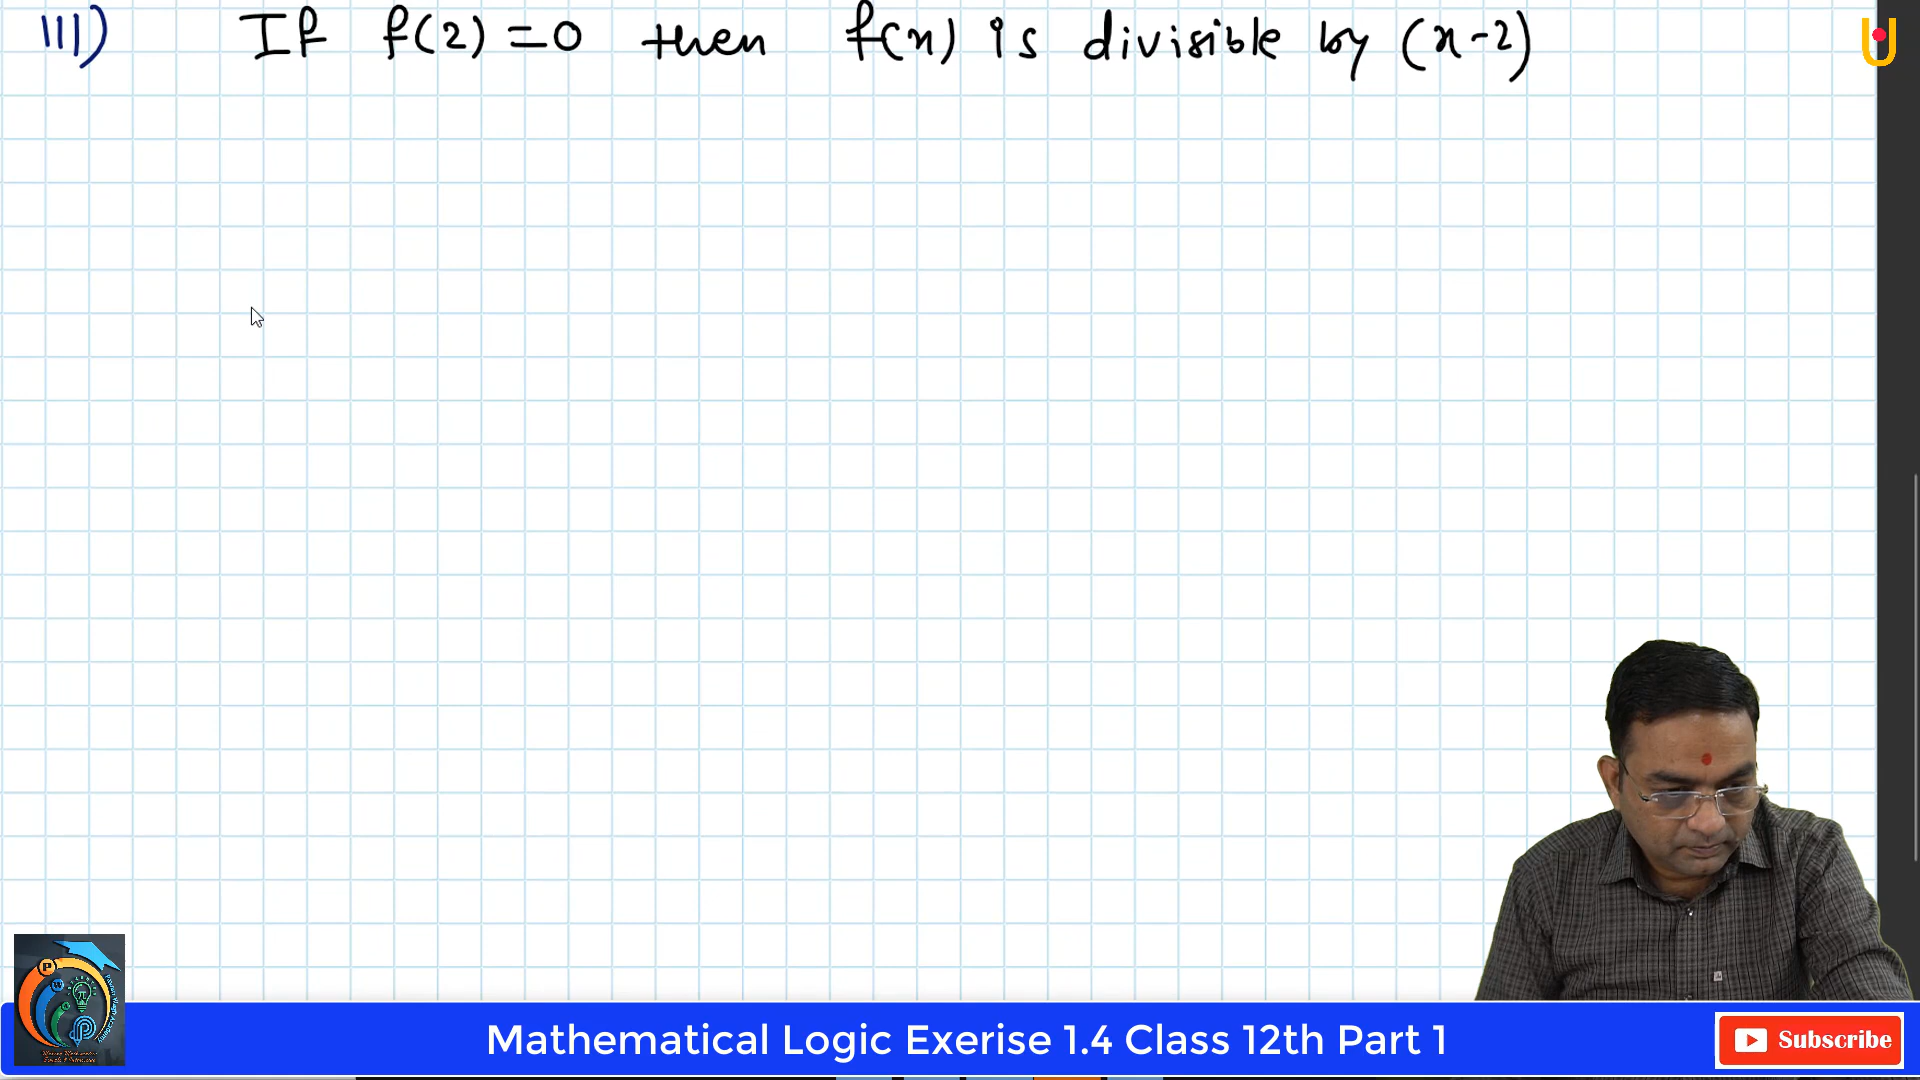 III) If f(2) = 0 then f(x) is divisible by (x-2)
Mathematical Logic Exerise 1.4 Class 12th Part 1
Subscribe